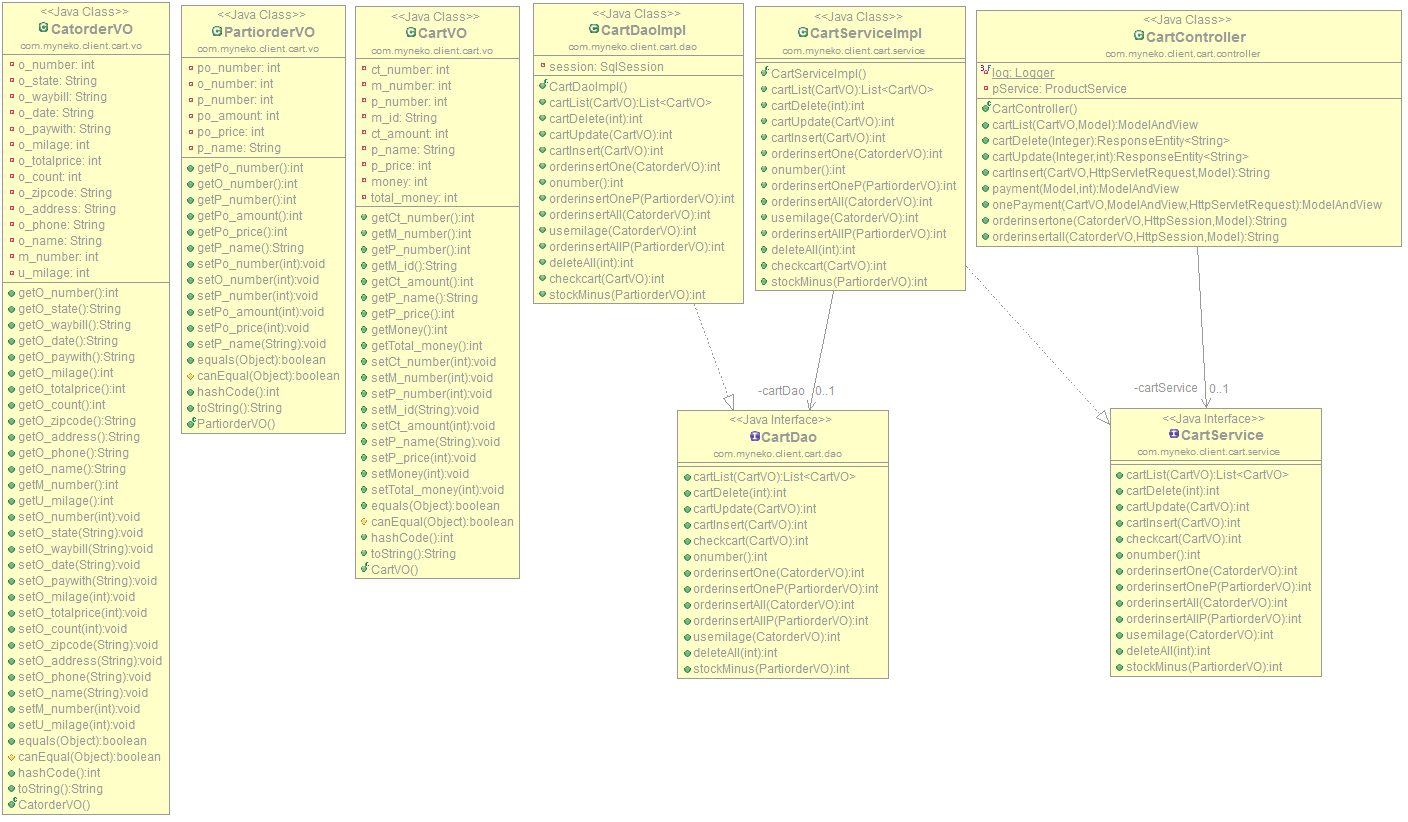 <<Java Class>>
CatorderVO
com.myneko.client.cart.vo
o_number: int
o_state: String
o_waybill: String
o_date: String
o_paywith: String
o_milage: int
o_totalprice: int
o_count: int
o_zipcode: String
o_address: String
o_phone: String
o_name: String
m_number: int
u_milage: int
getO_number():int
getO_state():String
getO_waybill():String
getO_date():String
getO_paywith():String
getO_milage():int
getO_totalprice():int
getO_count():int
getO_zipcode():String
getO_address():String
getO_phone():String
getO_name():String
getM_number():int
getU_milage():int
setO_number(int):void
setO_state(String):void
setO_waybill(String):void
setO_date(String):void
setO_paywith(String):void
setO_milage(int):void
setO_totalprice(int):void
setO_count(int):void
setO_zipcode(String):void
setO_address(String):void
setO_phone(String):void
setO_name(String):void
setM_number(int):void
setU_milage(int):void
equals(Object):boolean
canEqual(Object):boolean
hashCode():int
toString():String
CatorderVO()
<<Java Class>>
PartiorderVO
com.myneko.client.cart.vo
po_number: int
o_number: int
p_number: int
po_amount: int
po_price: int
p_name: String
getPo_number():int
getO_number():int
getP_number():int
getPo_amount():int
getPo_price():int
getP_name():String
setPo_number(int):void
setO_number(int):void
setP_number(int):void
setPo_amount(int):void
setPo_price(int):void
setP_name(String):void
equals(Object):boolean
canEqual(Object):boolean
hashCode():int
toString():String
PartiorderVO()
<<Java Class>>
CartVO
com.myneko.client.cart.vo
ct_number: int
m_number: int
p_number: int
m_id: String
ct_amount: int
p_name: String
p_price: int
money: int
total_money: int
getCt_number():int
getM_number():int
getP_number():int
getM_id():String
getCt_amount():int
getP_name():String
getP_price():int
getMoney():int
getTotal_money():int
setCt_number(int):void
setM_number(int):void
setP_number(int):void
setM_id(String):void
setCt_amount(int):void
setP_name(String):void
setP_price(int):void
setMoney(int):void
setTotal_money(int):void
equals(Object):boolean
canEqual(Object):boolean
hashCode():int
toString():String
CartVO()
<<Java Class>>
CartDaoImpl
com.myneko.client.cart.dao
session: SqlSession
CartDaoImpl()
cartList(CartVO):List<CartVO>
cartDelete(int):int
cartUpdate(CartVO):int
cartInsert(CartVO):int
orderinsertOne(CatorderVO):int
onumber():int
orderinsertOneP(PartiorderVO):int
orderinsertAll(CatorderVO):int
usemilage(CatorderVO):int
orderinsertAllP(PartiorderVO):int
deleteAll(int):int
checkcart(CartVO):int
stockMinus(PartiorderVO):int
<<Java Class>>
CartServiceImpl
com.myneko.client.cart.service
CartServiceImpl()
cartList(CartVO):List<CartVO>
cartDelete(int):int
cartUpdate(CartVO):int
cartInsert(CartVO):int
orderinsertOne(CatorderVO):int
onumber():int
orderinsertOneP(PartiorderVO):int
orderinsertAll(CatorderVO):int
usemilage(CatorderVO):int
orderinsertAllP(PartiorderVO):int
deleteAll(int):int
checkcart(CartVO):int
stockMinus(PartiorderVO):int
<<Java Class>>
CartController
com.myneko.client.cart.controller
log: Logger
pService: ProductService
CartController()
cartList(CartVO,Model):ModelAndView
cartDelete(Integer):ResponseEntity<String>
cartUpdate(Integer,int):ResponseEntity<String>
cartInsert(CartVO,HttpServletRequest,Model):String
payment(Model,int):ModelAndView
onePayment(CartVO,ModelAndView,HttpServletRequest):ModelAndView
orderinsertone(CatorderVO,HttpSession,Model):String
orderinsertall(CatorderVO,HttpSession,Model):String
-cartDao 0..1
-cartService 0..1
<<Java Interface>>
CartDao
com.myneko.client.cart.dao
cartList(CartVO):List<CartVO>
cartDelete(int):int
cartUpdate(CartVO):int
cartInsert(CartVO):int
checkcart(CartVO):int
onumber():int
orderinsertOne(CatorderVO):int
orderinsertOneP(PartiorderVO):int
orderinsertAll(CatorderVO):int
orderinsertAllP(PartiorderVO):int
usemilage(CatorderVO):int
deleteAll(int):int
stockMinus(PartiorderVO):int
<<Java Interface>>
CartService
com.myneko.client.cart.service
cartList(CartVO):List<CartVO>
cartDelete(int):int
cartUpdate(CartVO):int
cartInsert(CartVO):int
checkcart(CartVO):int
onumber():int
orderinsertOne(CatorderVO):int
orderinsertOneP(PartiorderVO):int
orderinsertAll(CatorderVO):int
orderinsertAllP(PartiorderVO):int
usemilage(CatorderVO):int
deleteAll(int):int
stockMinus(PartiorderVO):int